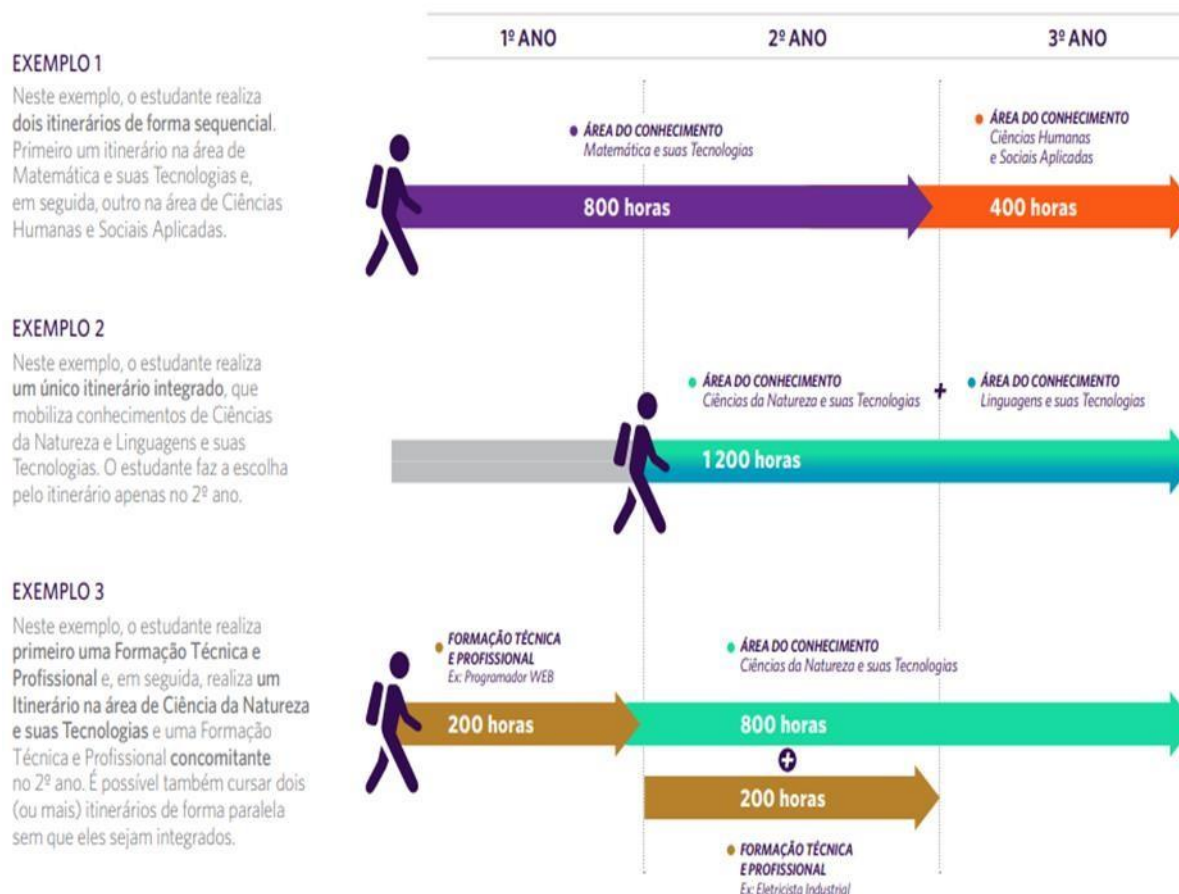 1º ANO
2º ANO
3º ANO
EXEMPLO 1
Neste exemplo, o estudante realiza
dois itinerários de forma sequencial.
Primeiro um itinerário na área de
Matemática e suas Tecnologias e,
em seguida, outro na área de Ciências
Humanas e Sociais Aplicadas.
ÁREA DO CONHECIMENTO
Matemática e suas Tecnologias
ÁREA DO CONHECIMENTO
Ciências Humanas
e Sociais Aplicadas
800 horas
400 horas
EXEMPLO 2
Neste exemplo, o estudante realiza
um único itinerário integrado, que
mobiliza conhecimentos de Ciências
da Natureza e Linguagens e suas
Tecnologias. O estudante faz a escolha
pelo itinerário apenas no 2º ano.
ÁREA DO CONHECIMENTO
Ciências da Natureza e suas Tecnologias
+
ÁREA DO CONHECIMENTO
Linguagens e suas Tecnologias
1 200 horas
EXEMPLO 3
Neste exemplo, o estudante realiza
primeiro uma Formação Técnica e
Profissional e, em seguida, realiza um
Itinerário na área de Ciência da Natureza
e suas Tecnologias e uma Formação
Técnica e Profissional concomitante
no 2º ano. É possível também cursar dois
(ou mais) itinerários de forma paralela
sem que eles sejam integrados.
FORMAÇÃO TÉCNICA
E PROFISSIONAL
Ex: Programador WEB
ÁREA DO CONHECIMENTO
Ciências da Natureza e suas Tecnologias
200 horas
800 horas
+
200 horas
FORMAÇÃO TÉCNICA
E PROFISSIONAL
Ex: Eletricista Industrial